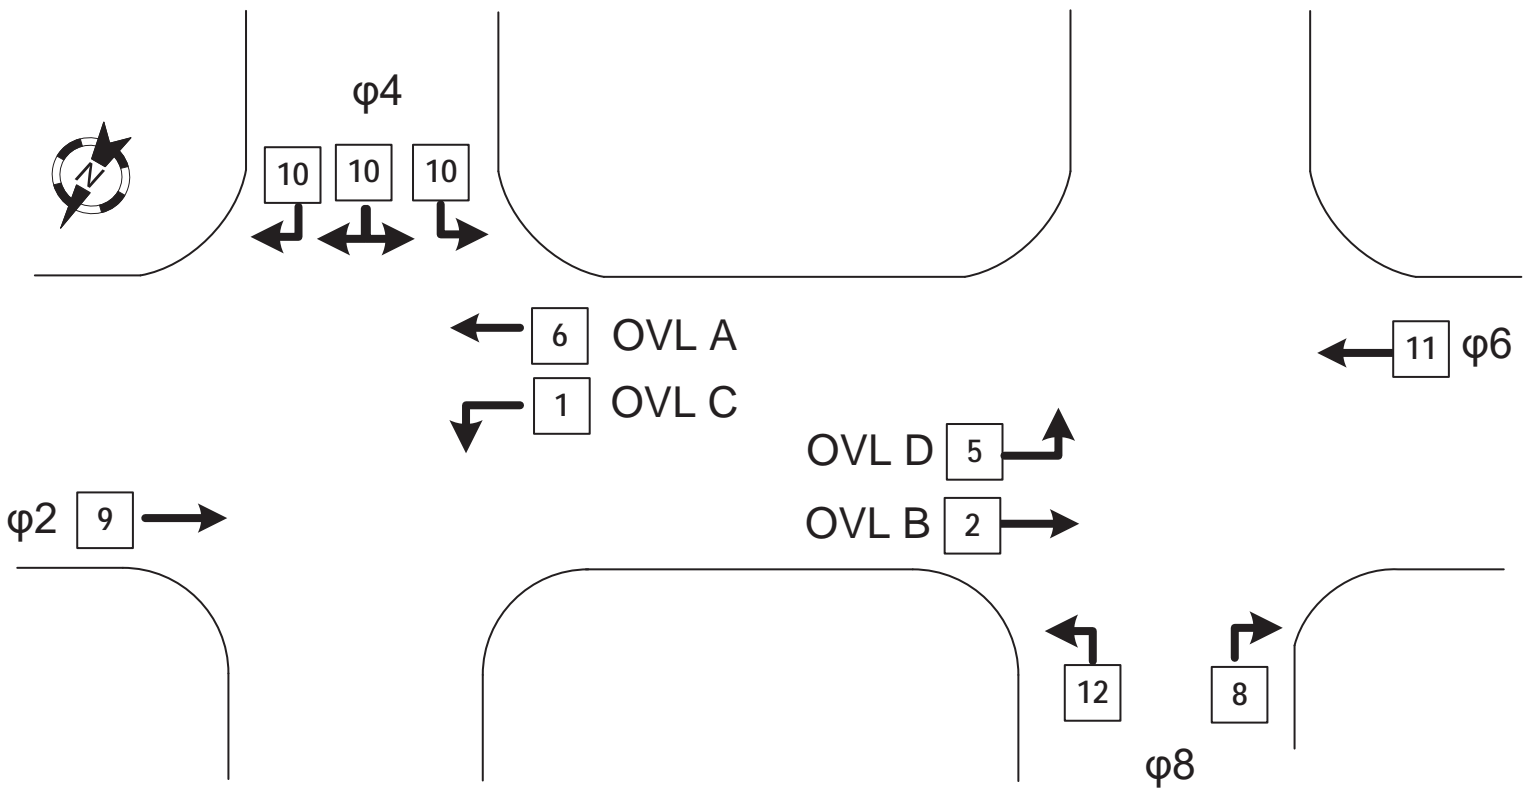 φ4
10 10 10
N
6 OVL A
11 φ6
1 OVL C
OVL D 5
φ2 9
OVL B 2
12 8
φ8